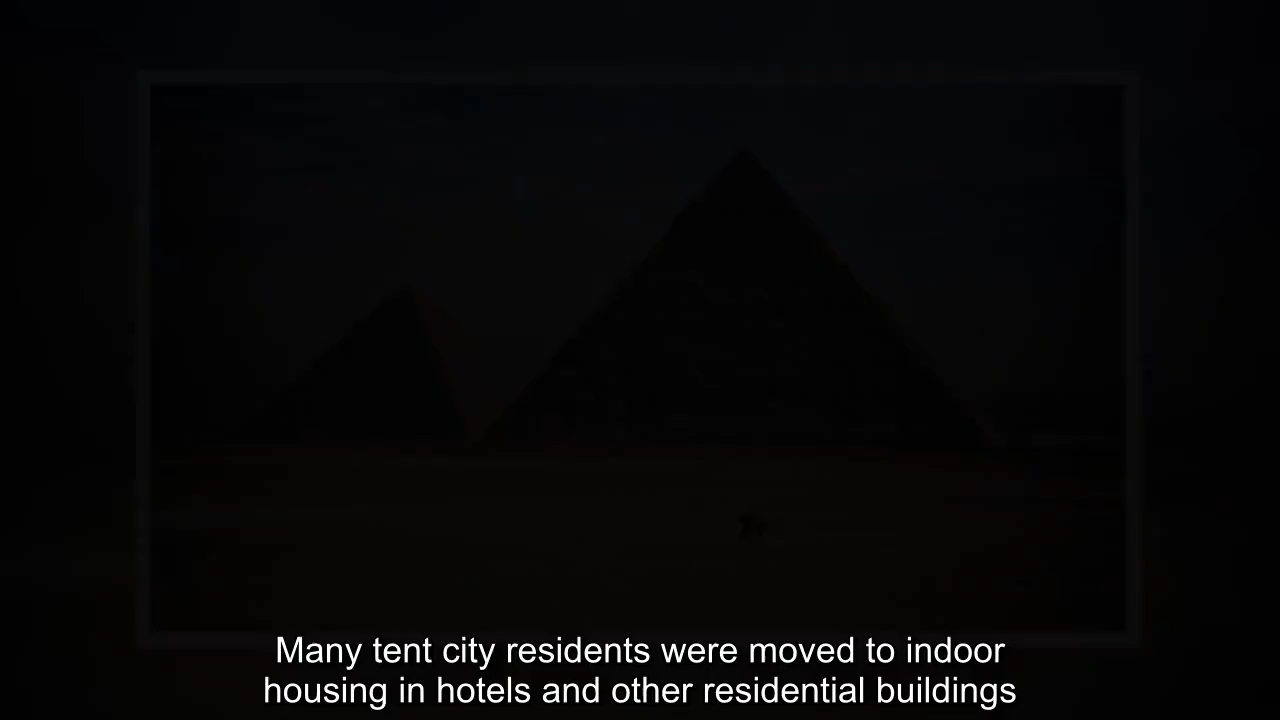 Many tent city residents were moved to indoor
housing in hotels and other residential buildings